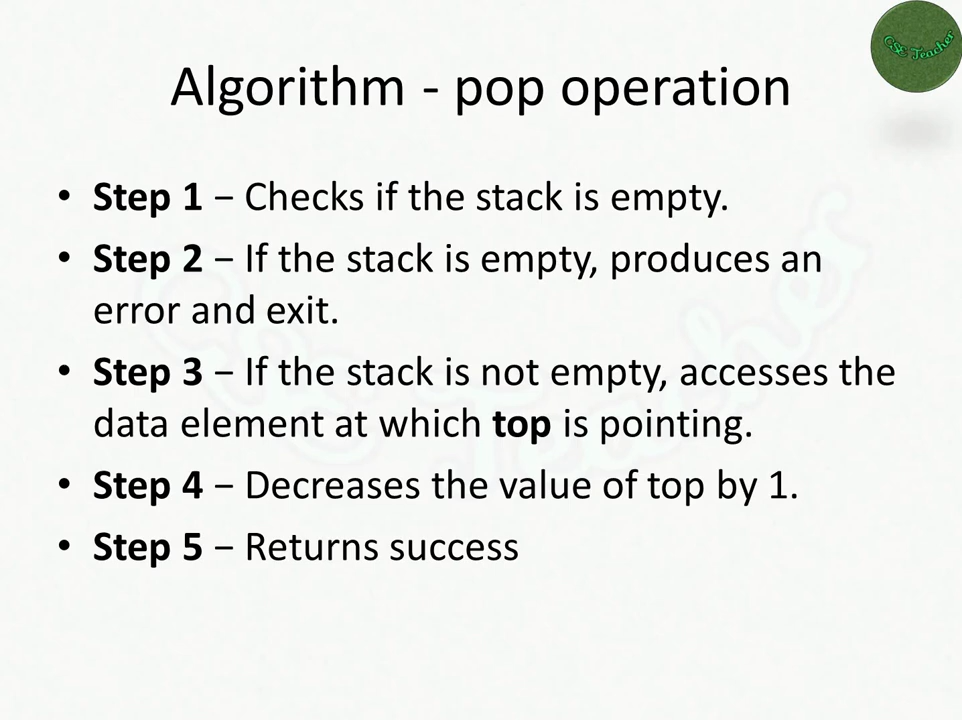 CSE Teacher
Algorithm - pop operation
• Step 1 – Checks if the stack is empty.
• Step 2 – If the stack is empty, produces an
error and exit.
• Step 3 – If the stack is not empty, accesses the
data element at which top is pointing.
• Step 4 – Decreases the value of top by 1.
• Step 5 – Returns success
CSE Teacher